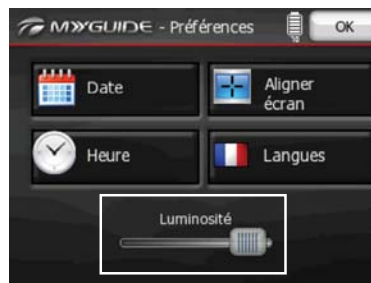 MYGUIDE - Préférences
OK
Date
Aligner
écran
Heure
Langues
Luminosité